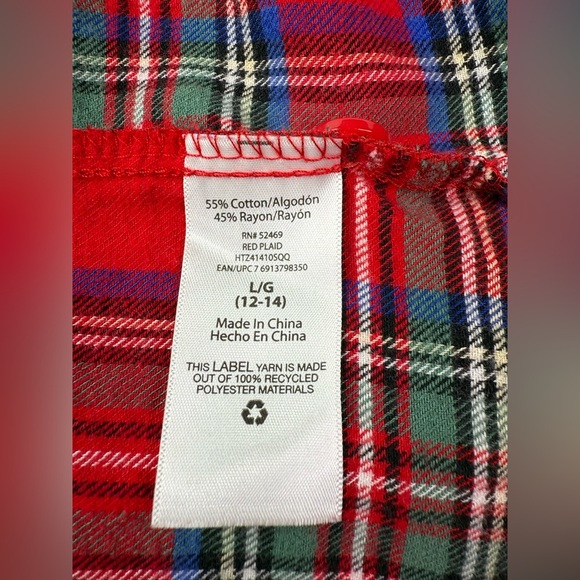 55% Cotton/Algodón
45% Rayon/Rayón
RN# 52469
RED PLAID
HTZ41410SQQ
EAN/UPC 7 6913798350
L/G
(12-14)
Made In China
Hecho En China
THIS LABEL YARN IS MADE
OUT OF 100% RECYCLED
POLYESTER MATERIALS